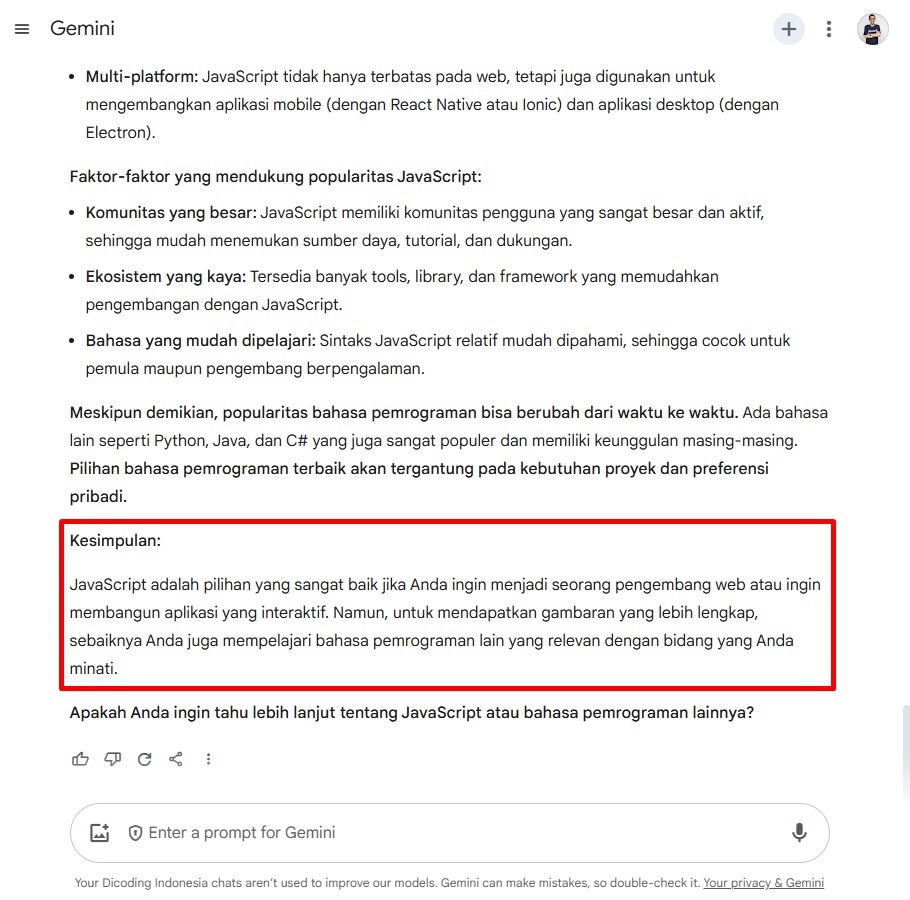 Gemini
Multi-platform: JavaScript tidak hanya terbatas pada web, tetapi juga digunakan untuk
mengembangkan aplikasi mobile (dengan React Native atau Ionic) dan aplikasi desktop (dengan
Electron).
Faktor-faktor yang mendukung popularitas JavaScript:
Komunitas yang besar: JavaScript memiliki komunitas pengguna yang sangat besar dan aktif,
sehingga mudah menemukan sumber daya, tutorial, dan dukungan.
Ekosistem yang kaya: Tersedia banyak tools, library, dan framework yang memudahkan
pengembangan dengan JavaScript.
Bahasa yang mudah dipelajari: Sintaks JavaScript relatif mudah dipahami, sehingga cocok untuk
pemula maupun pengembang berpengalaman.
Meskipun demikian, popularitas bahasa pemrograman bisa berubah dari waktu ke waktu. Ada bahasa
lain seperti Python, Java, dan C# yang juga sangat populer dan memiliki keunggulan masing-masing.
Pilihan bahasa pemrograman terbaik akan tergantung pada kebutuhan proyek dan preferensi
pribadi.
Kesimpulan:
JavaScript adalah pilihan yang sangat baik jika Anda ingin menjadi seorang pengembang web atau ingin
membangun aplikasi yang interaktif. Namun, untuk mendapatkan gambaran yang lebih lengkap,
sebaiknya Anda juga mempelajari bahasa pemrograman lain yang relevan dengan bidang yang Anda
minati.
Apakah Anda ingin tahu lebih lanjut tentang JavaScript atau bahasa pemrograman lainnya?
Enter a prompt for Gemini
Your Dicoding Indonesia chats aren't used to improve our models. Gemini can make mistakes, so double-check it. Your privacy & Gemini